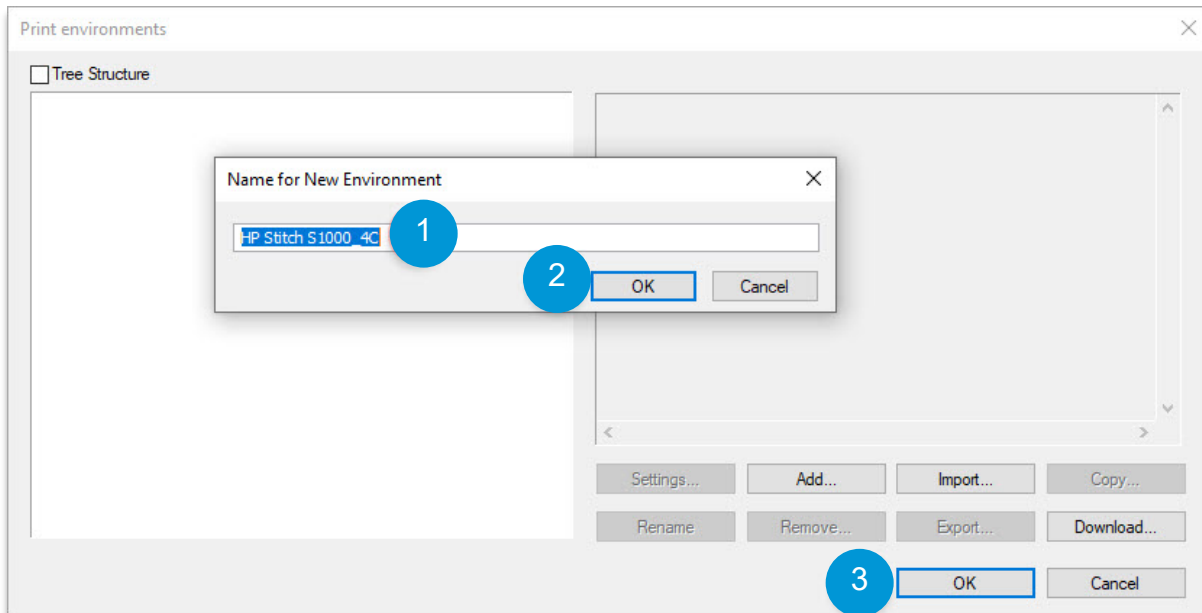 Print environments
Tree Structure
Name for New Environment
HP Stitch S1000_4C
1
2
OK
Cancel
Settings...
Add...
Import...
Copy...
Rename
Remove...
Export...
Download...
3
OK
Cancel